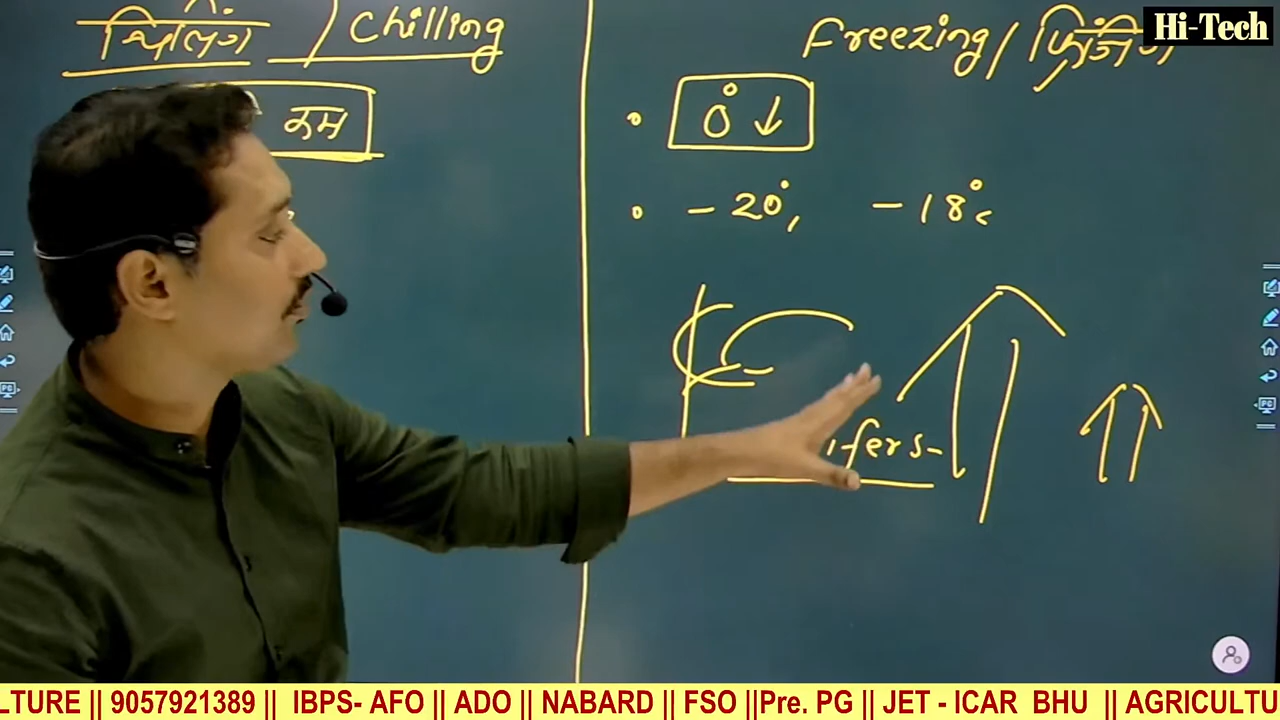 चिलिंग / Chilling
कम
Freezing / फ्रिजिंग
Hi-Tech
• 0° ↓
• - 20°, - 18°c
ifers-
LTURE || 9057921389 || IBPS- AFO || ADO || NABARD || FSO ||Pre. PG || JET - ICAR BHU || AGRICULTU